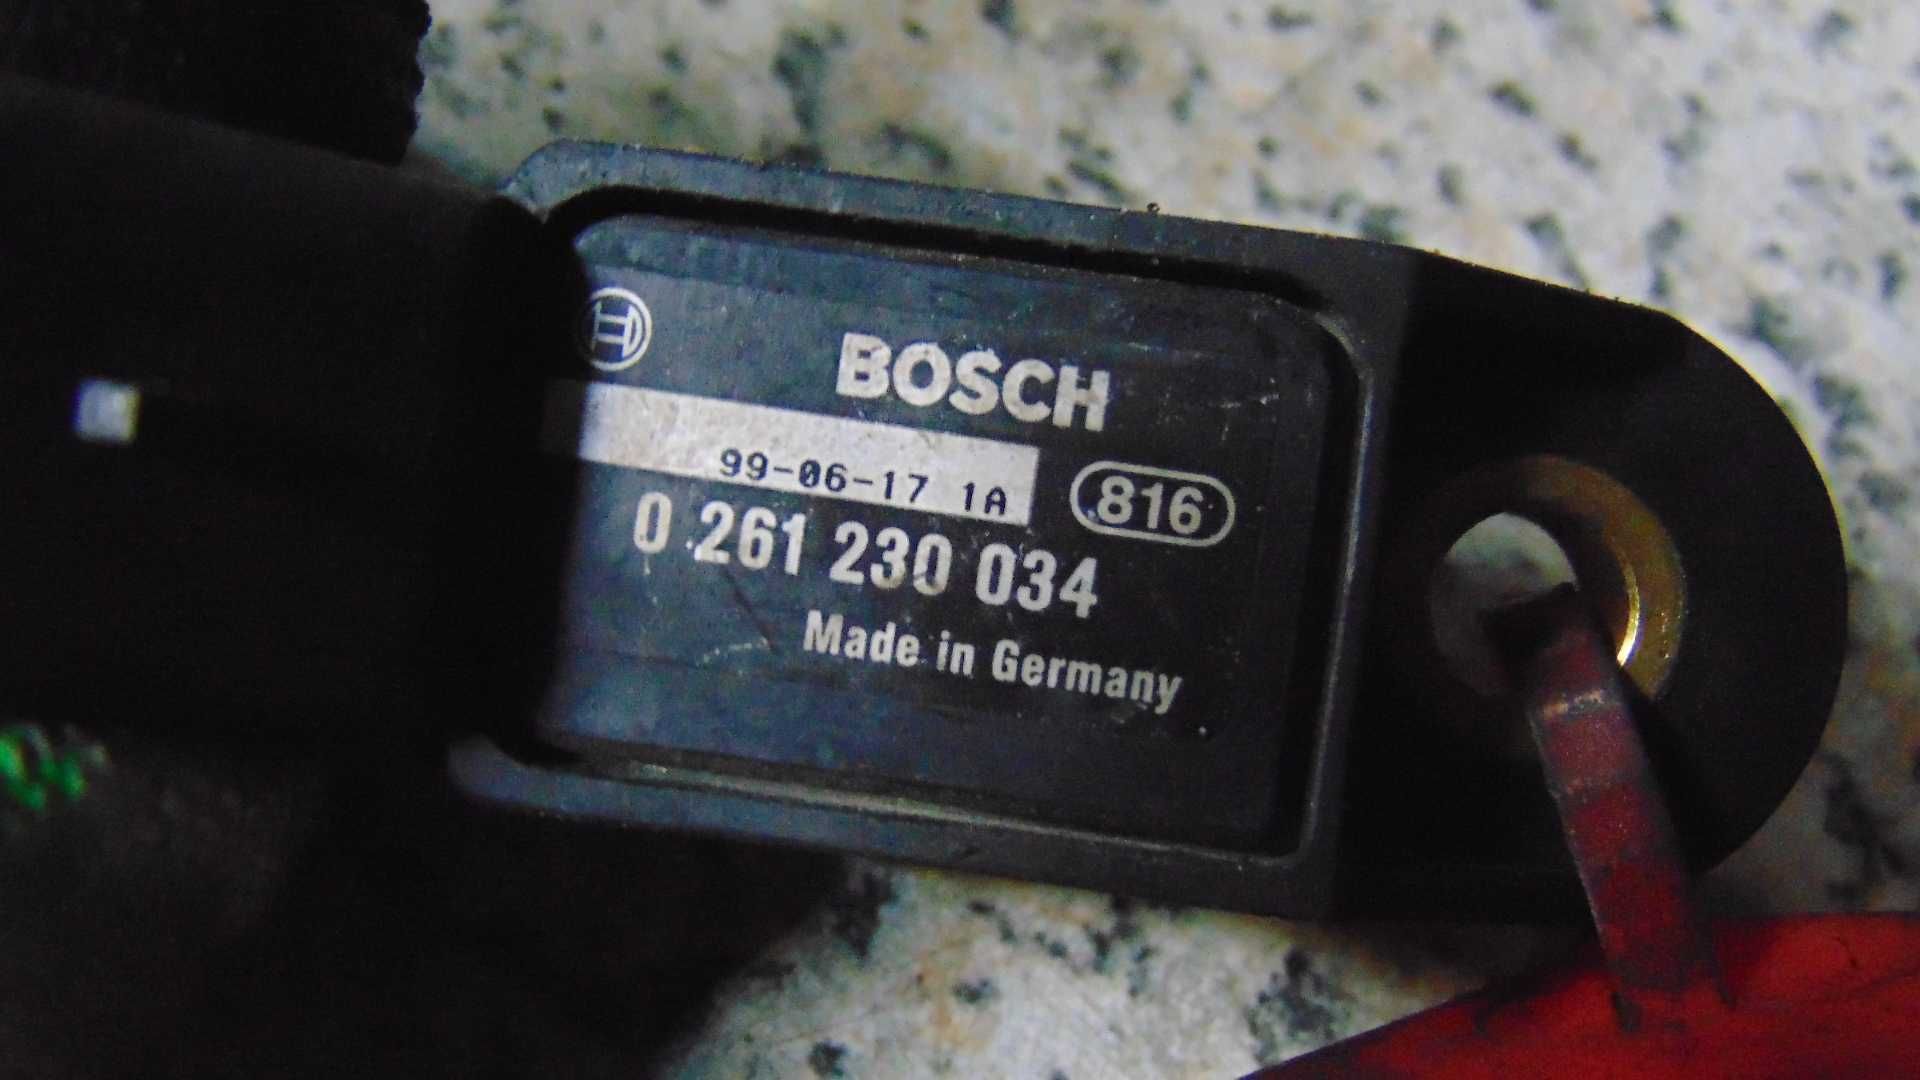 BOSCH
99-06-17 1A
816
0 261 230 034
Made in Germany